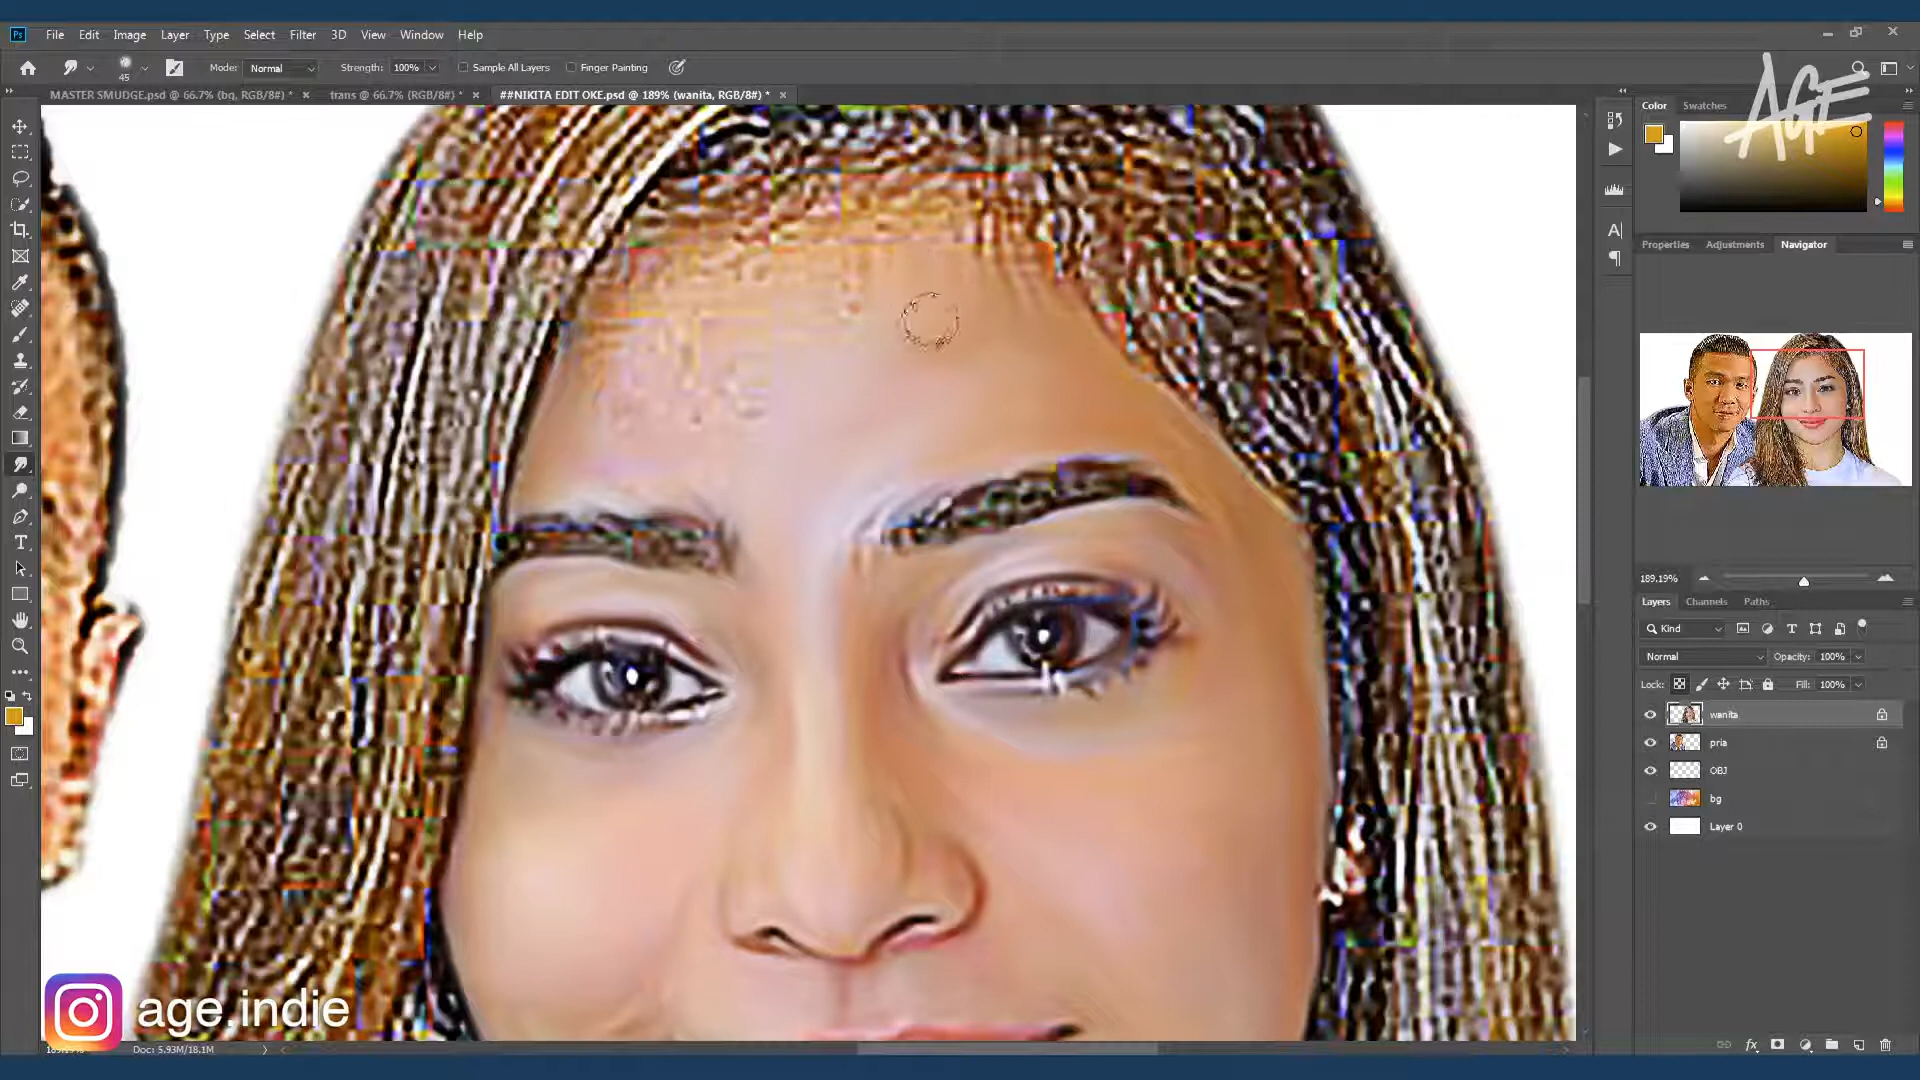 Ps File Edit Image Layer Type Select Filter 3D View Window Help
45 Mode: Normal Strength: 100% Sample All Layers Finger Painting
MASTER SMUDGE.psd @ 66.7% (bg, RGB/8#) * × trans @ 66.7% (RGB/8#) * × ##NIKITA EDIT OKE.psd @ 189% (wanita, RGB/8#) * ×
AGE
Color Swatches
Properties Adjustments Navigator
189.19%
Layers Channels Paths
Kind
Normal Opacity: 100%
Lock: Fill: 100%
wanita
pria
OBJ
bg
Layer 0
age.indie
Doc: 5.93M/18.1M